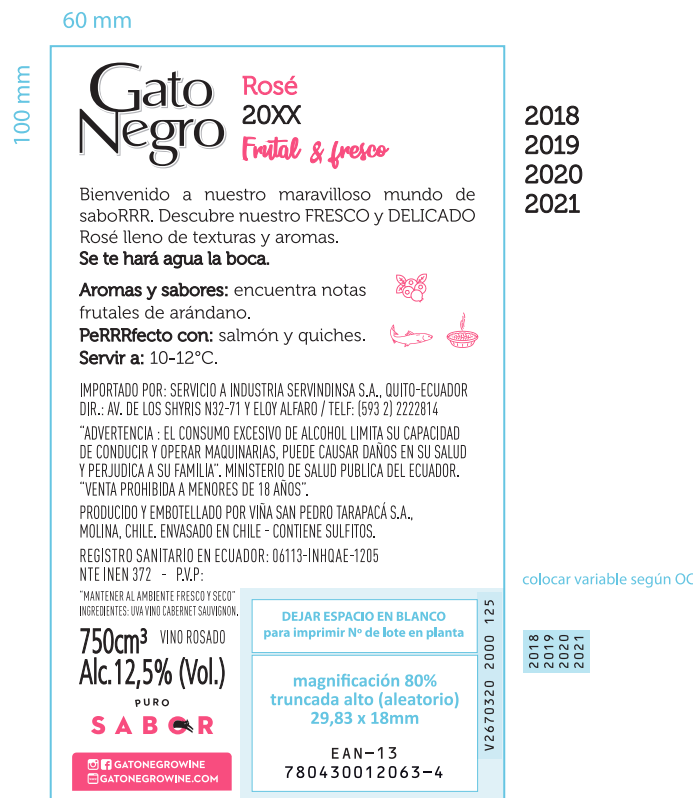 60 mm
100 mm
Gato
Negro
Rosé
20XX
Frutal & fresco
Bienvenido a nuestro maravilloso mundo de
saboRRR. Descubre nuestro FRESCO y DELICADO
Rosé lleno de texturas y aromas.
Se te hará agua la boca.
Aromas y sabores: encuentra notas
frutales de arándano.
PeRRRfecto con: salmón y quiches.
Servir a: 10-12°C.
IMPORTADO POR: SERVICIO A INDUSTRIA SERVINDINSA S.A., QUITO-ECUADOR
DIR.: AV. DE LOS SHYRIS N32-71 Y ELOY ALFARO / TELF: (593 2) 2222814
"ADVERTENCIA : EL CONSUMO EXCESIVO DE ALCOHOL LIMITA SU CAPACIDAD
DE CONDUCIR Y OPERAR MAQUINARIAS, PUEDE CAUSAR DAÑOS EN SU SALUD
Y PERJUDICA A SU FAMILIA". MINISTERIO DE SALUD PUBLICA DEL ECUADOR.
"VENTA PROHIBIDA A MENORES DE 18 AÑOS".
PRODUCIDO Y EMBOTELLADO POR VIÑA SAN PEDRO TARAPACÁ S.A.,
MOLINA, CHILE. ENVASADO EN CHILE - CONTIENE SULFITOS.
REGISTRO SANITARIO EN ECUADOR: 06113-INHQAE-1205
NTE INEN 372 - P.V.P:
"MANTENER AL AMBIENTE FRESCO Y SECO"
INGREDIENTES: UVA VINO CABERNET SAUVIGNON.
750cm³ VINO ROSADO
Alc.12,5% (Vol.)
PURO
SABOR
GATONEGROWINE
GATONEGROWINE.COM
DEJAR ESPACIO EN BLANCO
para imprimir Nº de lote en planta
magnificación 80%
truncada alto (aleatorio)
29,83 x 18mm
EAN-13
780430012063-4
V2670320 2000 125
2018
2019
2020
2021
colocar variable según OC
2018
2019
2020
2021